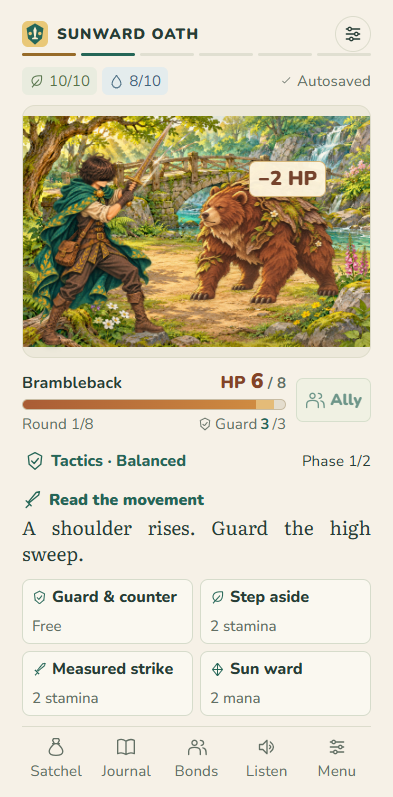 SUNWARD OATH
10/10 8/10 Autosaved
−2 HP
Brambleback HP 6 / 8
Ally
Round 1/8 Guard 3 /3
Tactics · Balanced Phase 1/2
Read the movement
A shoulder rises. Guard the high
sweep.
Guard & counter
Free
Step aside
2 stamina
Measured strike
2 stamina
Sun ward
2 mana
Satchel Journal Bonds Listen Menu